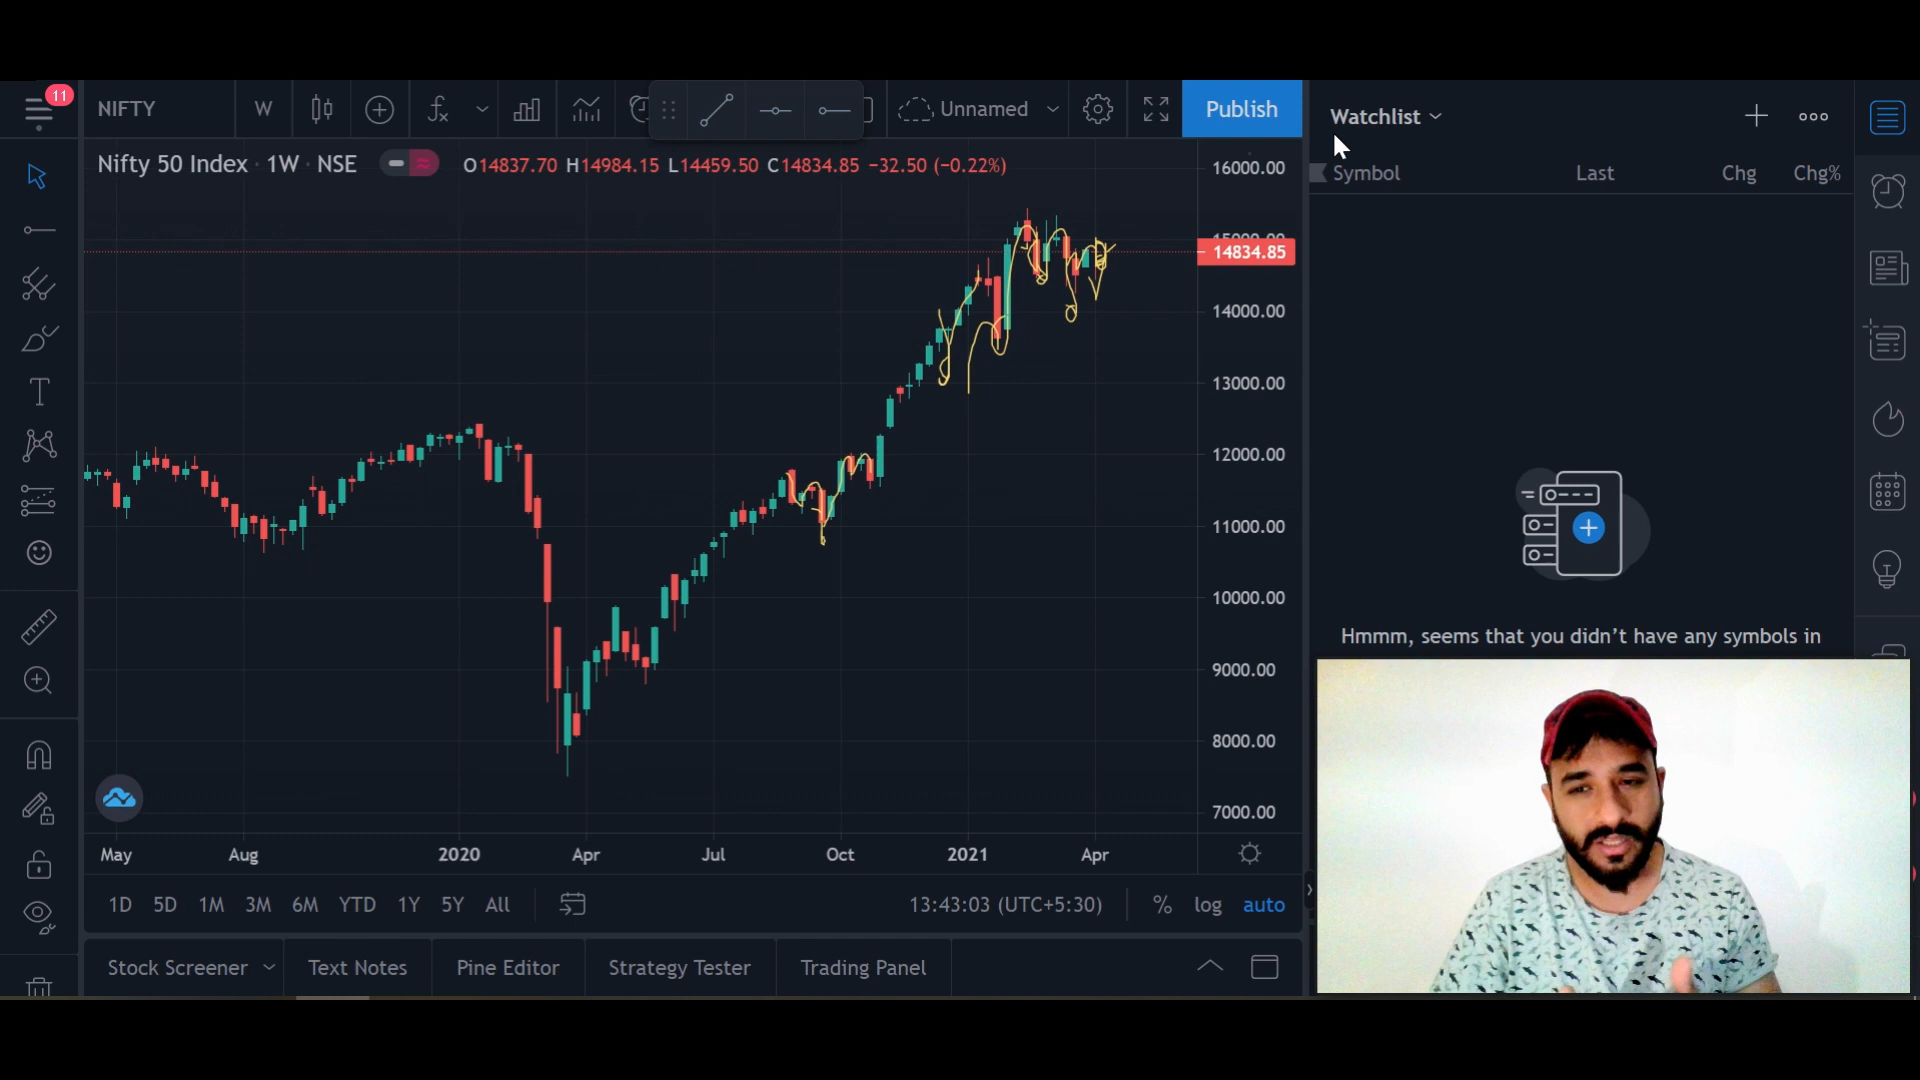 11
NIFTY
W
Unnamed
Publish
Watchlist
Nifty 50 Index · 1W · NSE
O14837.70 H14984.15 L14459.50 C14834.85 −32.50 (−0.22%)
Symbol
Last
Chg
Chg%
16000.00
14834.85
14000.00
13000.00
12000.00
11000.00
10000.00
9000.00
8000.00
7000.00
Hmmm, seems that you didn’t have any symbols in
May
Aug
2020
Apr
Jul
Oct
2021
Apr
1D 5D 1M 3M 6M YTD 1Y 5Y All
13:43:03 (UTC+5:30)
% log auto
Stock Screener
Text Notes
Pine Editor
Strategy Tester
Trading Panel